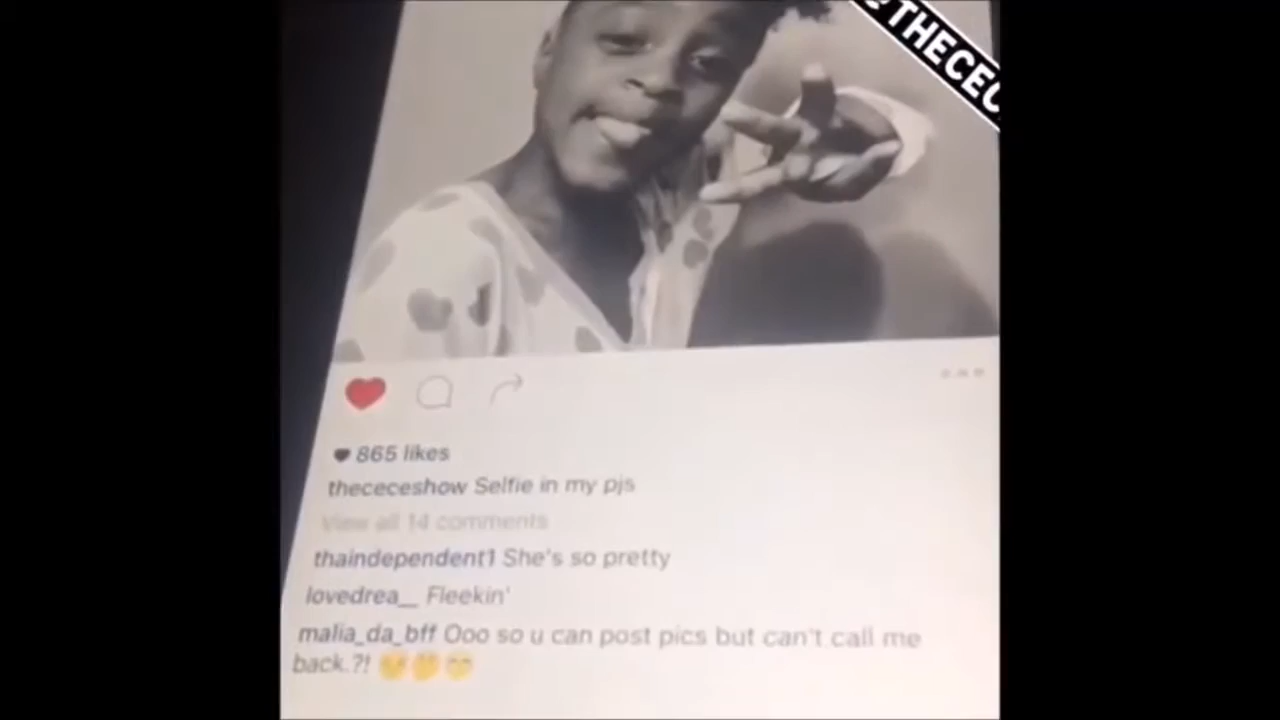 @THECEC
865 likes
thececeshow Selfie in my pjs
View all 14 comments
thaindependent1 She's so pretty
lovedrea__ Fleekin'
malia_da_bff Ooo so u can post pics but can't call me
back.?!